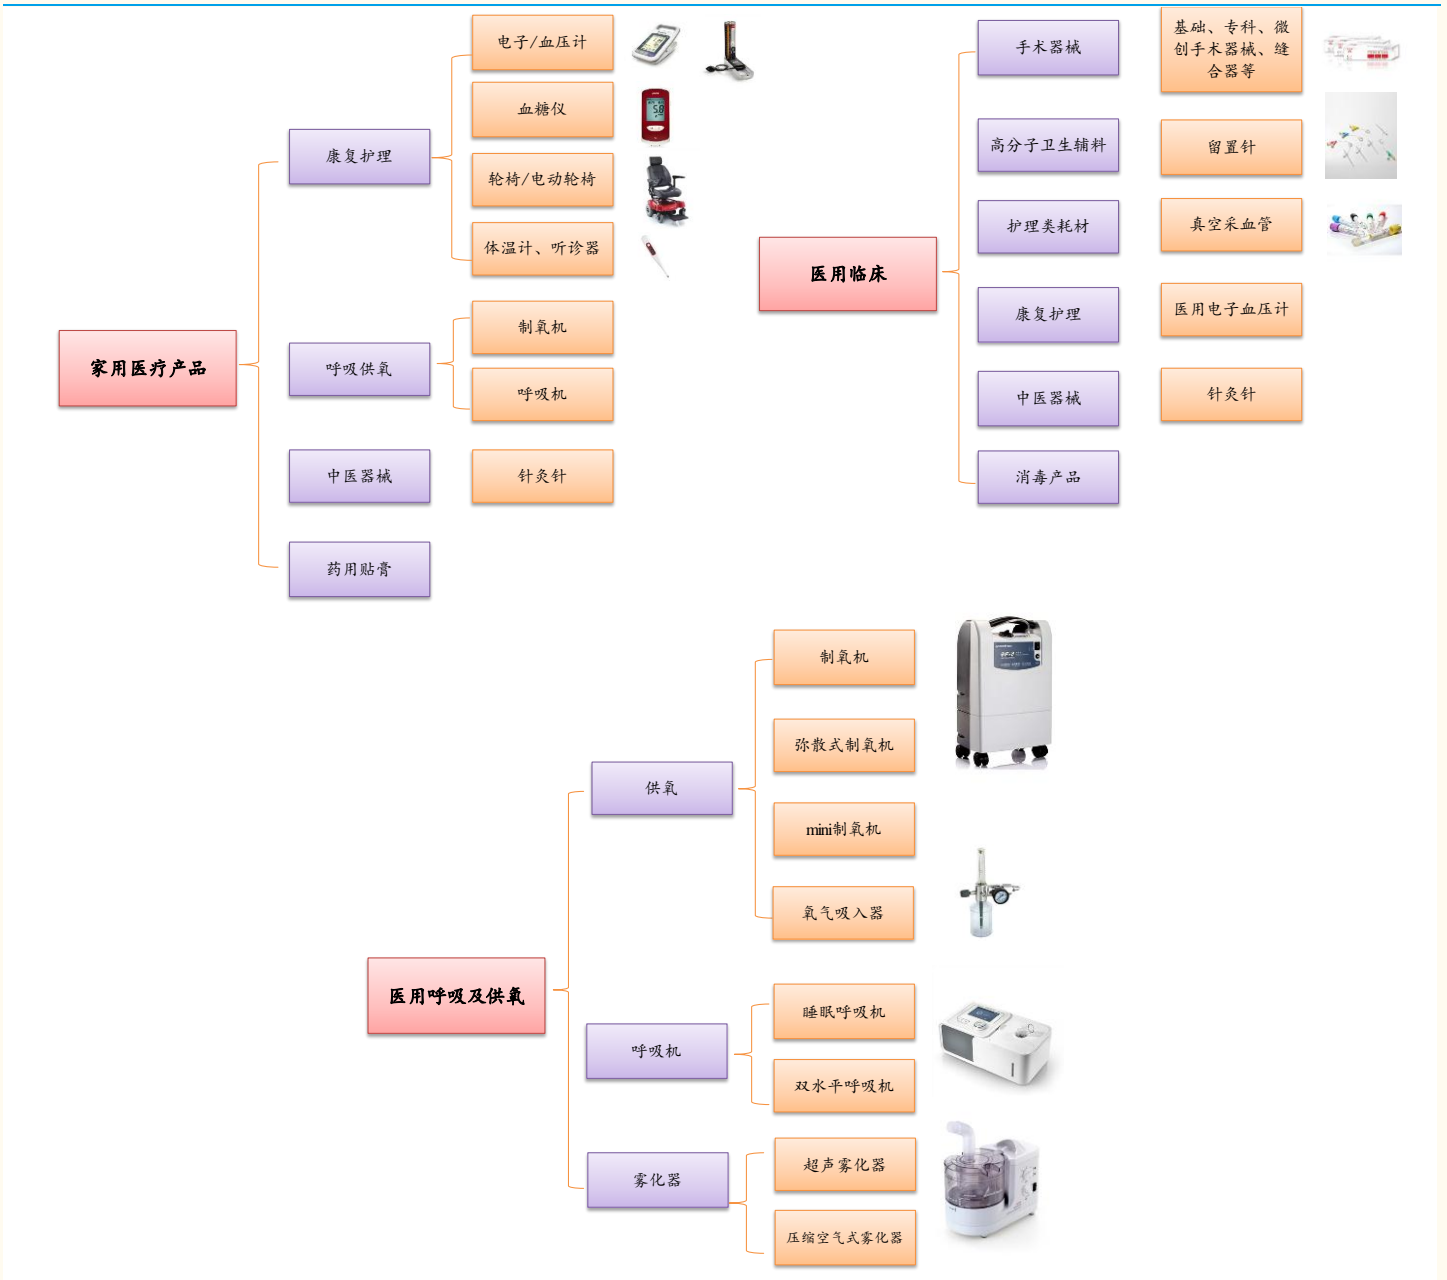 家用医疗产品
康复护理
电子/血压计
血糖仪
轮椅/电动轮椅
体温计、听诊器
呼吸供氧
制氧机
呼吸机
中医器械
针灸针
药用贴膏
医用临床
手术器械
基础、专科、微
创手术器械、缝
合器等
高分子卫生辅料
留置针
护理类耗材
真空采血管
康复护理
医用电子血压计
中医器械
针灸针
消毒产品
医用呼吸及供氧
供氧
制氧机
弥散式制氧机
mini制氧机
氧气吸入器
呼吸机
睡眠呼吸机
双水平呼吸机
雾化器
超声雾化器
压缩空气式雾化器